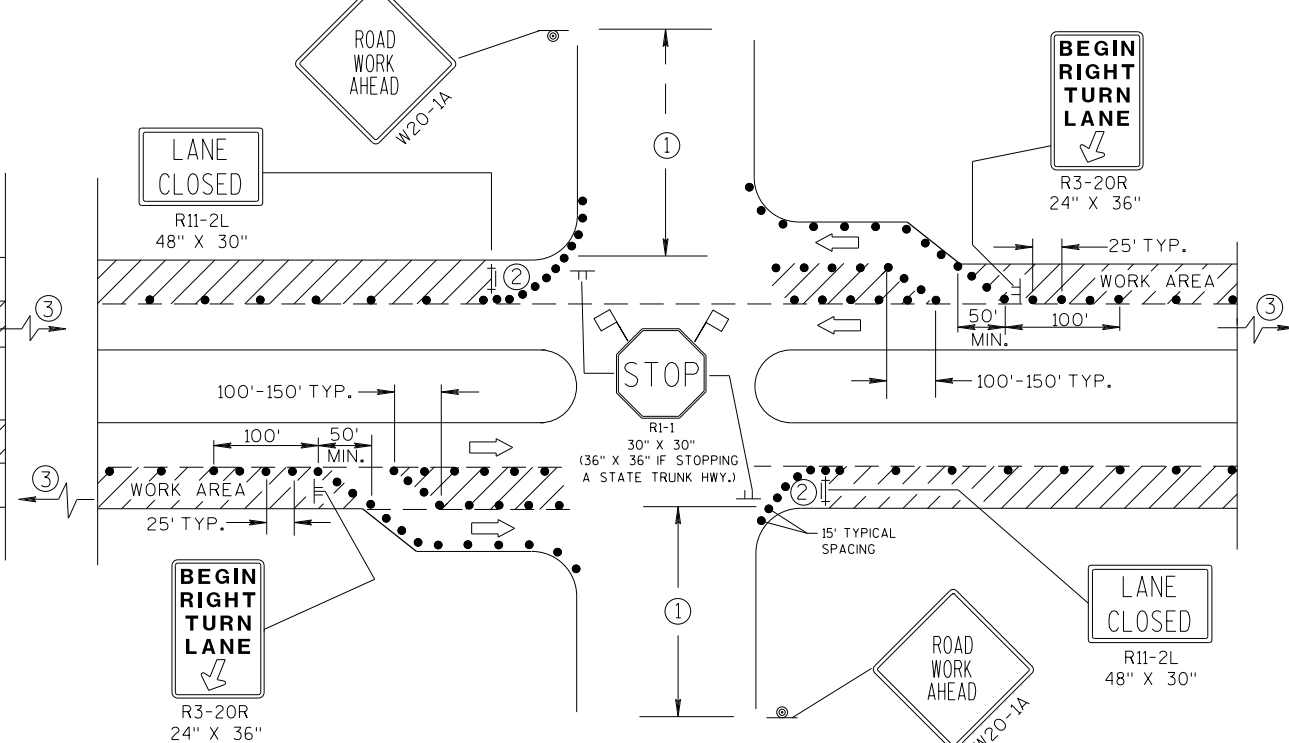 ROAD
WORK
AHEAD
W20-1A
LANE
CLOSED
R11-2L
48" X 30"
BEGIN
RIGHT
TURN
LANE
R3-20R
24" X 36"
1
2
25' TYP.
WORK AREA
3
3
50'
MIN.
100'
STOP
R1-1
30" X 30"
(36" X 36" IF STOPPING
A STATE TRUNK HWY.)
100'-150' TYP.
100'-150' TYP.
100'
50'
MIN.
WORK AREA
3
25' TYP.
2
15' TYPICAL
SPACING
BEGIN
RIGHT
TURN
LANE
R3-20R
24" X 36"
1
LANE
CLOSED
R11-2L
48" X 30"
ROAD
WORK
AHEAD
W20-1A